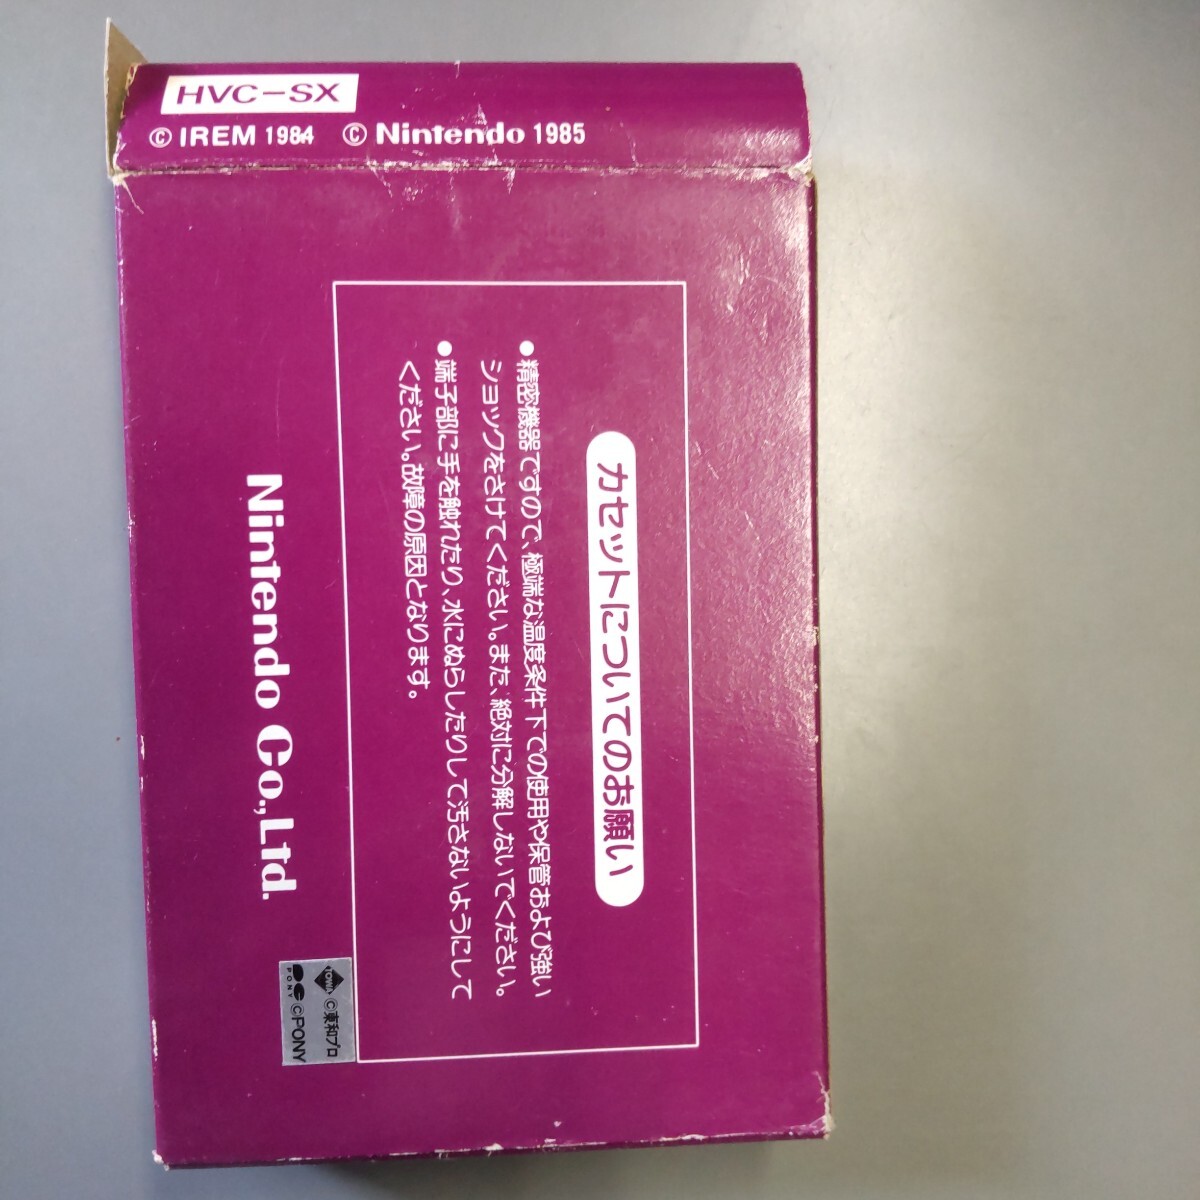 HVC-SX
© IREM 1984 © Nintendo 1985
カセットについてのお願い
●精密機器ですので、極端な温度条件下での使用や保管および強い
ショックをさけてください。また、絶対に分解しないでください。
●端子部に手を触れたり、水にぬらしたりして汚さないようにして
ください。故障の原因となります。
Nintendo Co.,Ltd.
TOWA ©東和プロ
PONY ©PONY